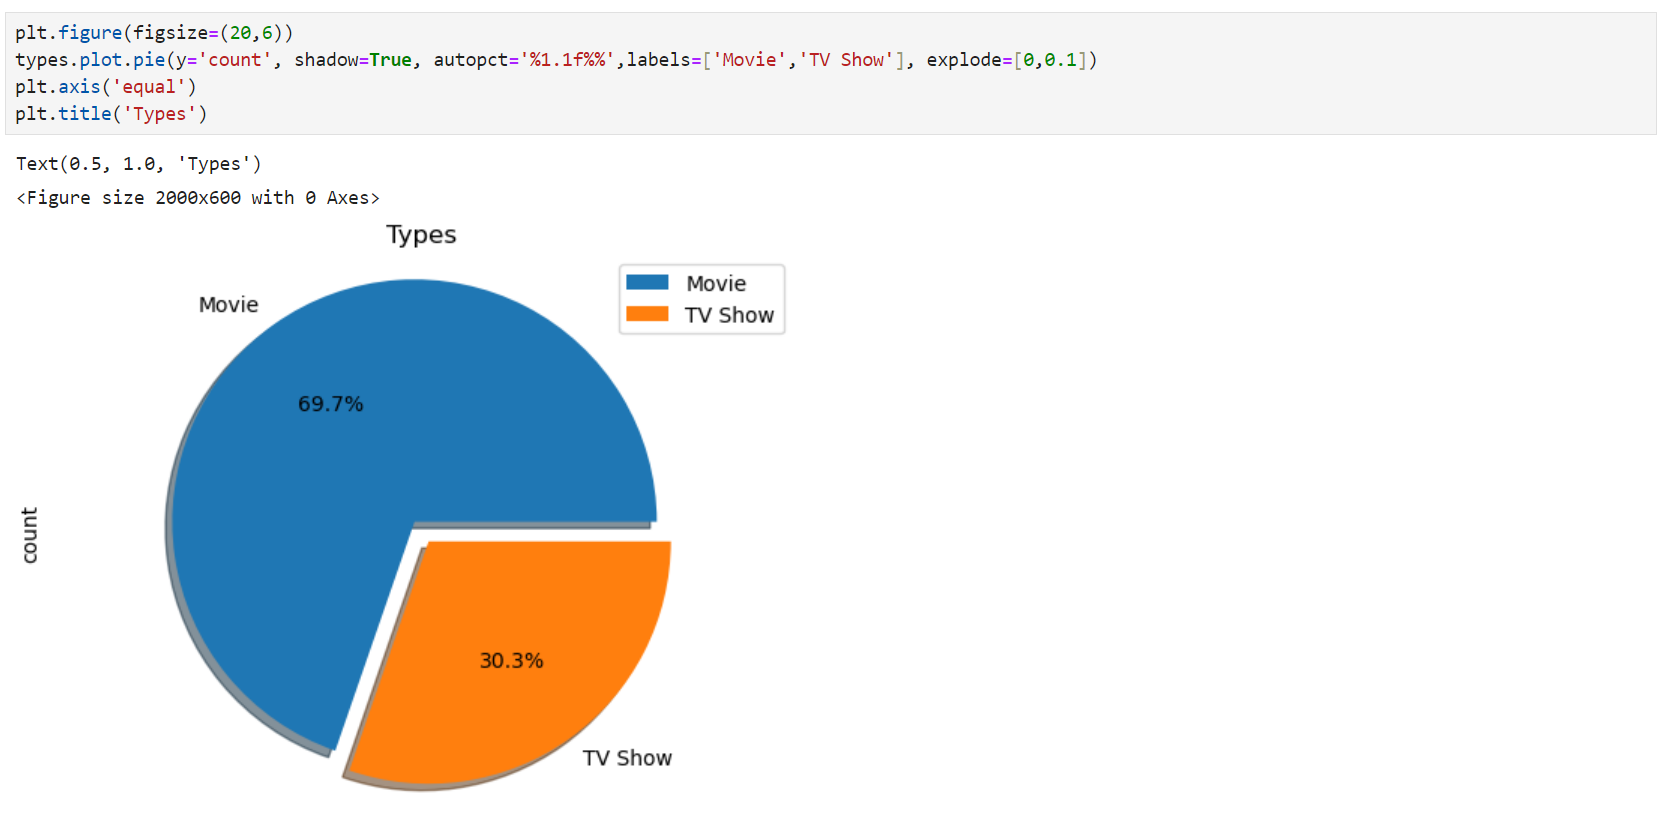 plt.figure(figsize=(20,6))
types.plot.pie(y='count', shadow=True, autopct='%1.1f%%',labels=['Movie','TV Show'], explode=[0,0.1])
plt.axis('equal')
plt.title('Types')
Text(0.5, 1.0, 'Types')
<Figure size 2000x600 with 0 Axes>
Types
Movie
TV Show
Movie
69.7%
count
30.3%
TV Show